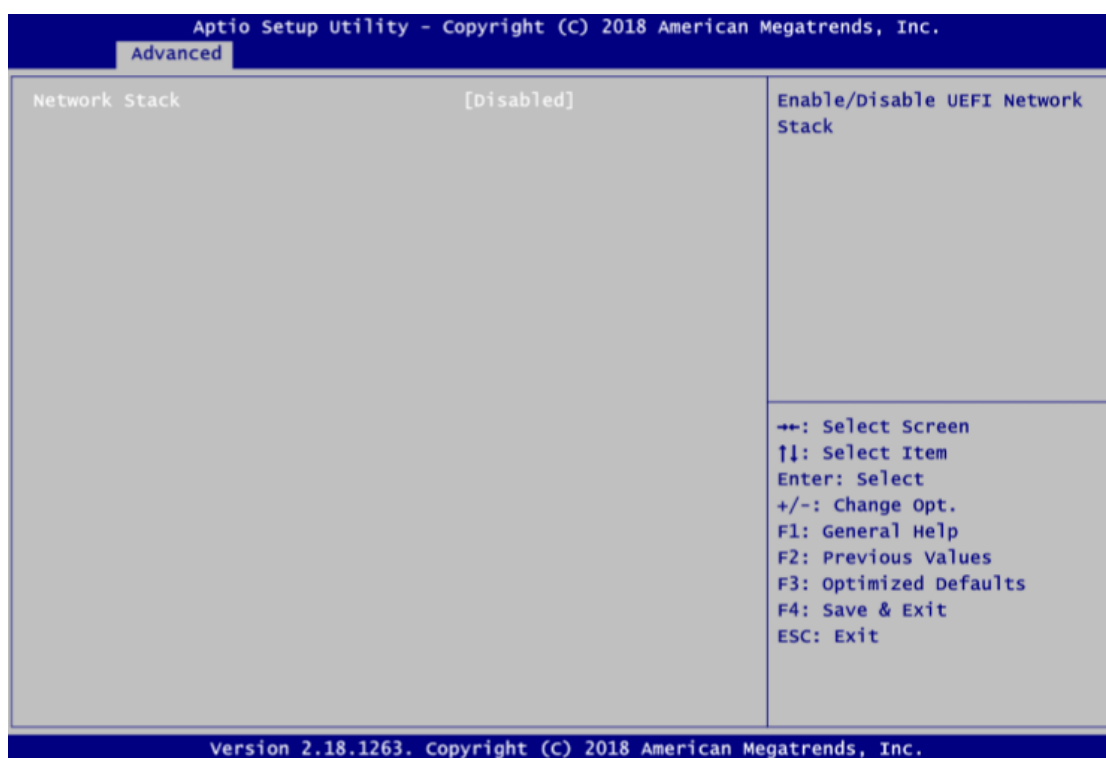 Aptio Setup Utility - Copyright (C) 2018 American Megatrends, Inc.
Advanced
Network Stack [Disabled]
Enable/Disable UEFI Network
Stack
→←: Select Screen
↑↓: Select Item
Enter: Select
+/-: Change Opt.
F1: General Help
F2: Previous Values
F3: Optimized Defaults
F4: Save & Exit
ESC: Exit
Version 2.18.1263. Copyright (C) 2018 American Megatrends, Inc.